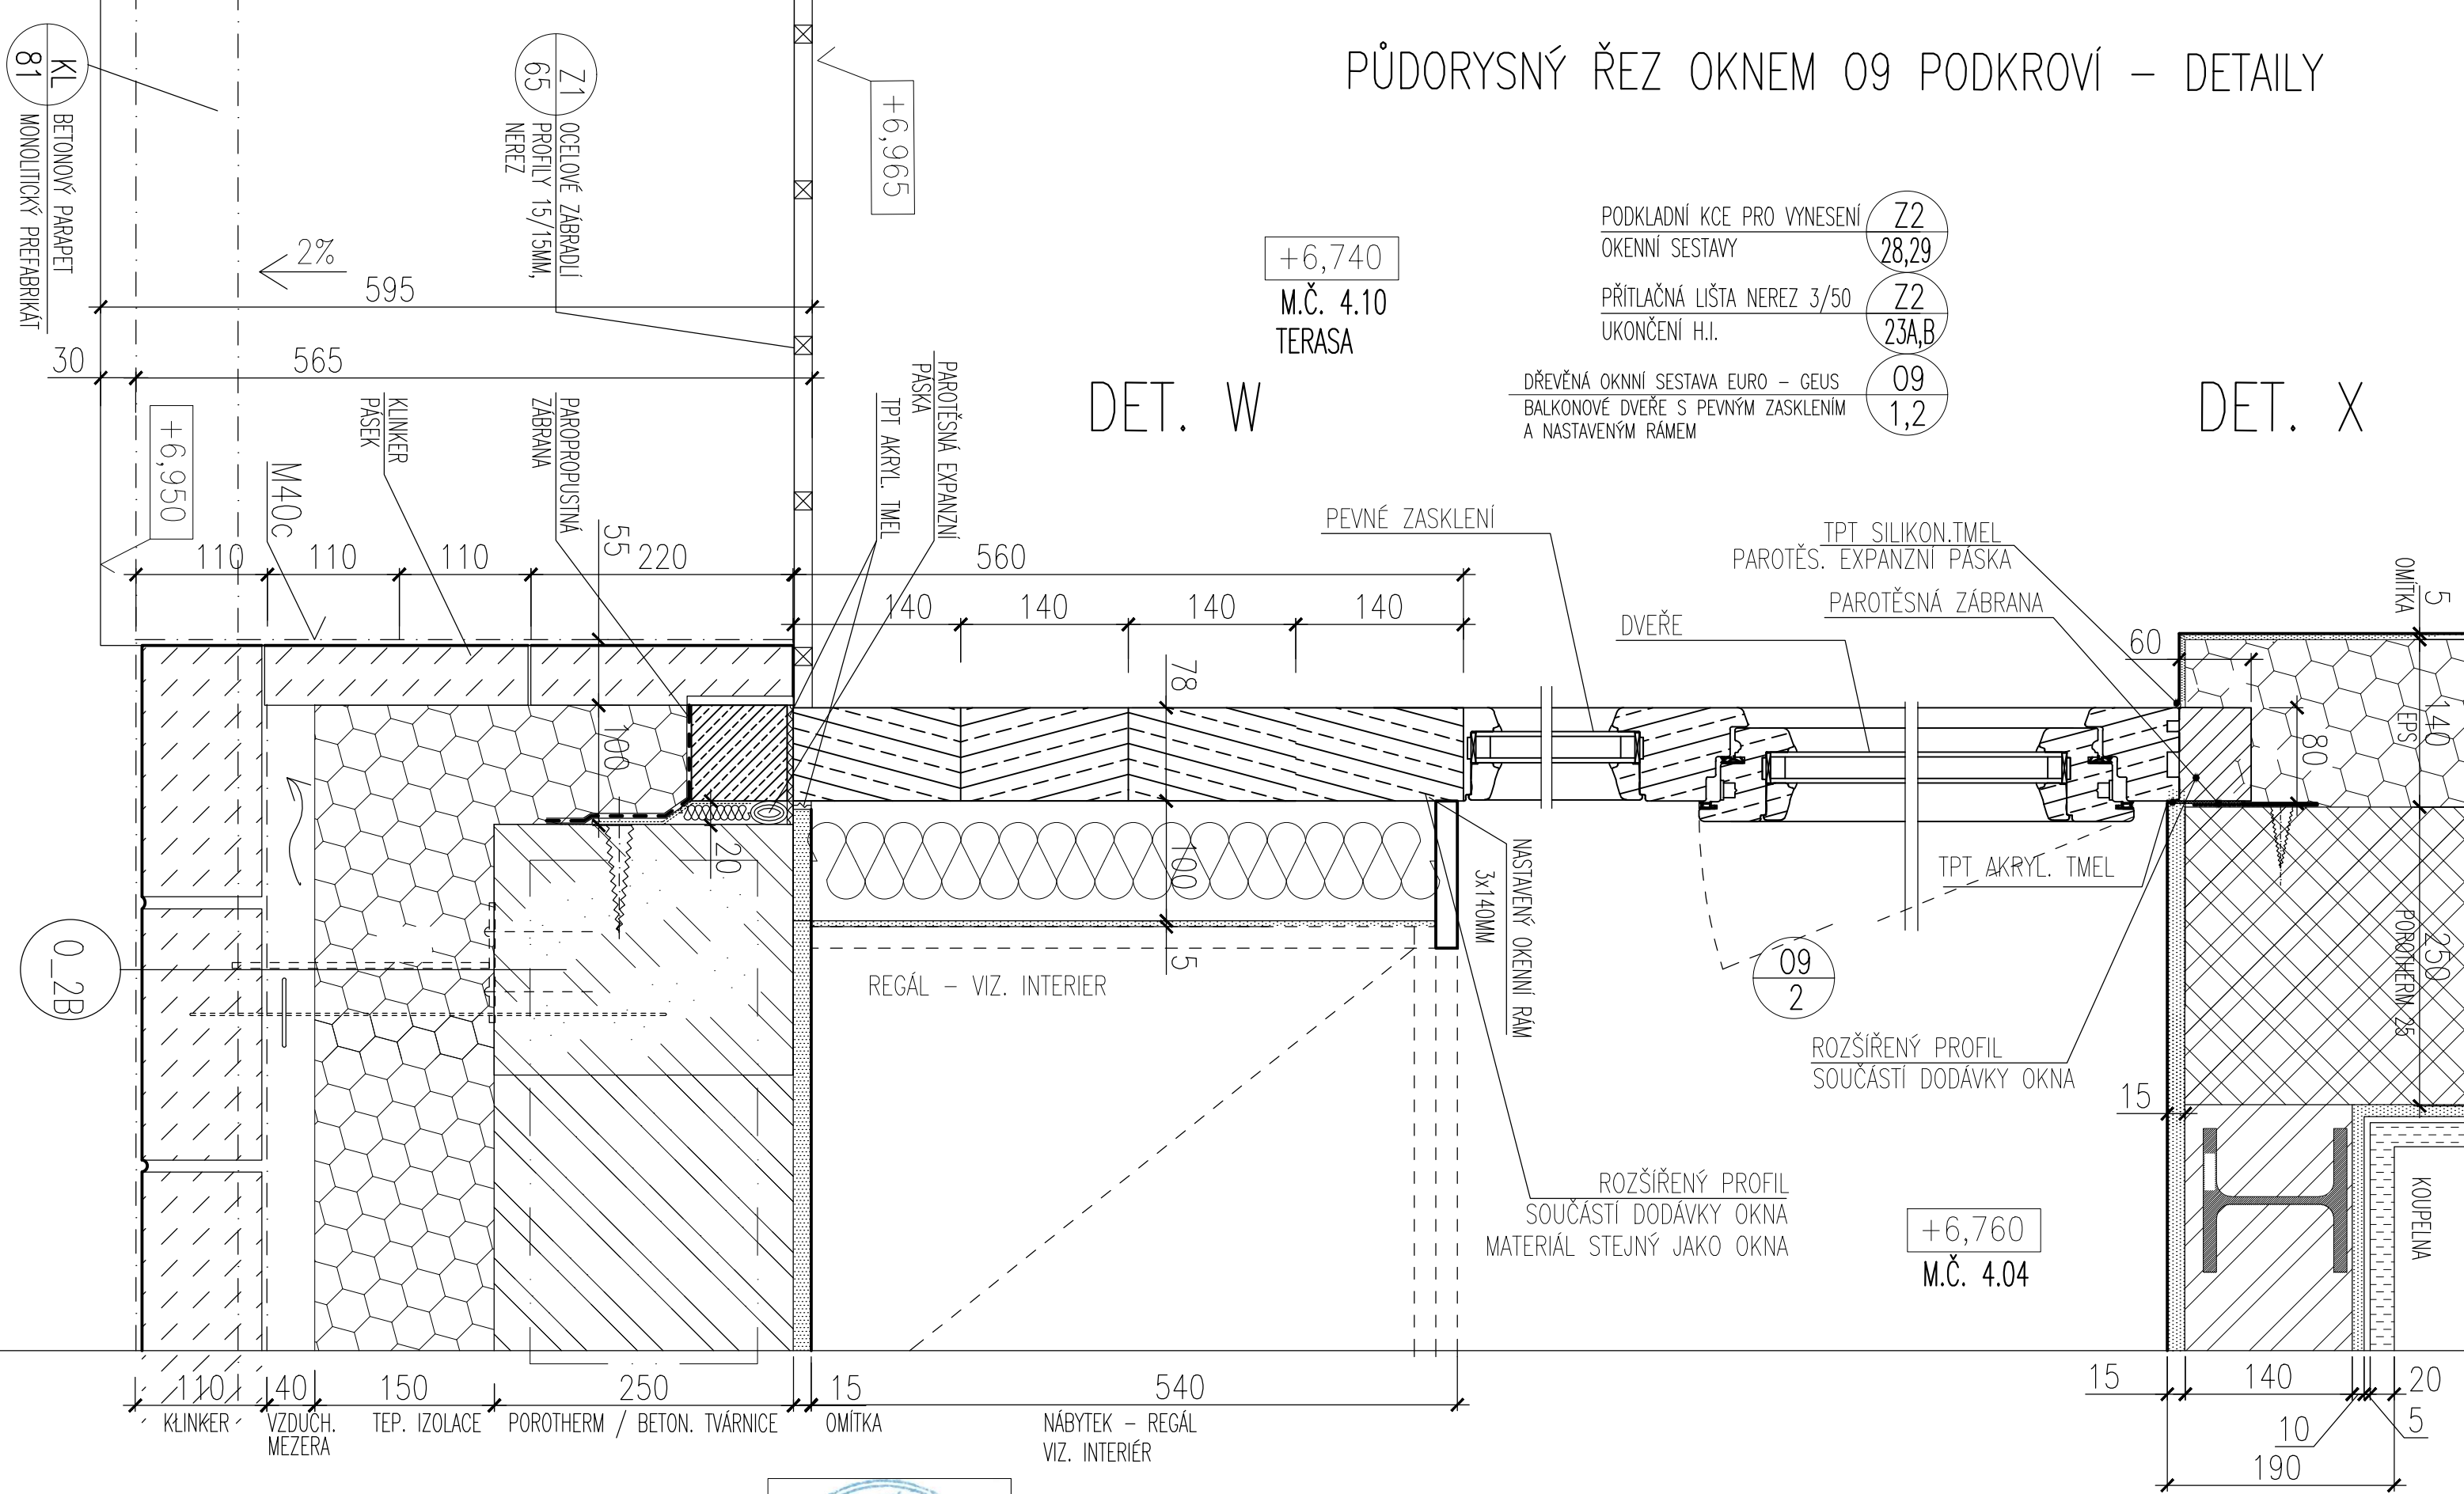 PŮDORYSNÝ ŘEZ OKNEM O9 PODKROVÍ – DETAILY
KL
81
BETONOVÝ PARAPET
MONOLITICKÝ PREFABRIKÁT
Z1
65
OCELOVÉ ZÁBRADLÍ
PROFILY 15/15MM,
NEREZ
+6,965
2%
595
30
565
+6,950
M40c
KLINKER
PÁSEK
PAROPROPUSTNÁ
ZÁBRANA
TPT AKRYL. TMEL
PAROTĚSNÁ EXPANZNÍ
PÁSKA
+6,740
M.Č. 4.10
TERASA
DET. W
PODKLADNÍ KCE PRO VYNESENÍ
OKENNÍ SESTAVY
Z2
28,29
PŘÍTLAČNÁ LIŠTA NEREZ 3/50
UKONČENÍ H.I.
Z2
23A,B
DŘEVĚNÁ OKNNÍ SESTAVA EURO – GEUS
BALKONOVÉ DVEŘE S PEVNÝM ZASKLENÍM
A NASTAVENÝM RÁMEM
O9
1,2
DET. X
110
110
110
220
55
560
140
140
140
140
78
PEVNÉ ZASKLENÍ
DVEŘE
TPT SILIKON.TMEL
PAROTĚS. EXPANZNÍ PÁSKA
PAROTĚSNÁ ZÁBRANA
60
5
OMÍTKA
140
EPS
80
100
20
100
5
NASTAVENÝ OKENNÍ RÁM
3x140MM
TPT AKRYL. TMEL
250
POROTHERM 25
O_2B
REGÁL – VIZ. INTERIER
O9
2
ROZŠÍŘENÝ PROFIL
SOUČÁSTÍ DODÁVKY OKNA
15
ROZŠÍŘENÝ PROFIL
SOUČÁSTÍ DODÁVKY OKNA
MATERIÁL STEJNÝ JAKO OKNA
+6,760
M.Č. 4.04
KOUPELNA
110
40
150
250
15
540
KLINKER
VZDUCH.
MEZERA
TEP. IZOLACE
POROTHERM / BETON. TVÁRNICE
OMÍTKA
NÁBYTEK – REGÁL
VIZ. INTERIÉR
15
140
20
10
5
190